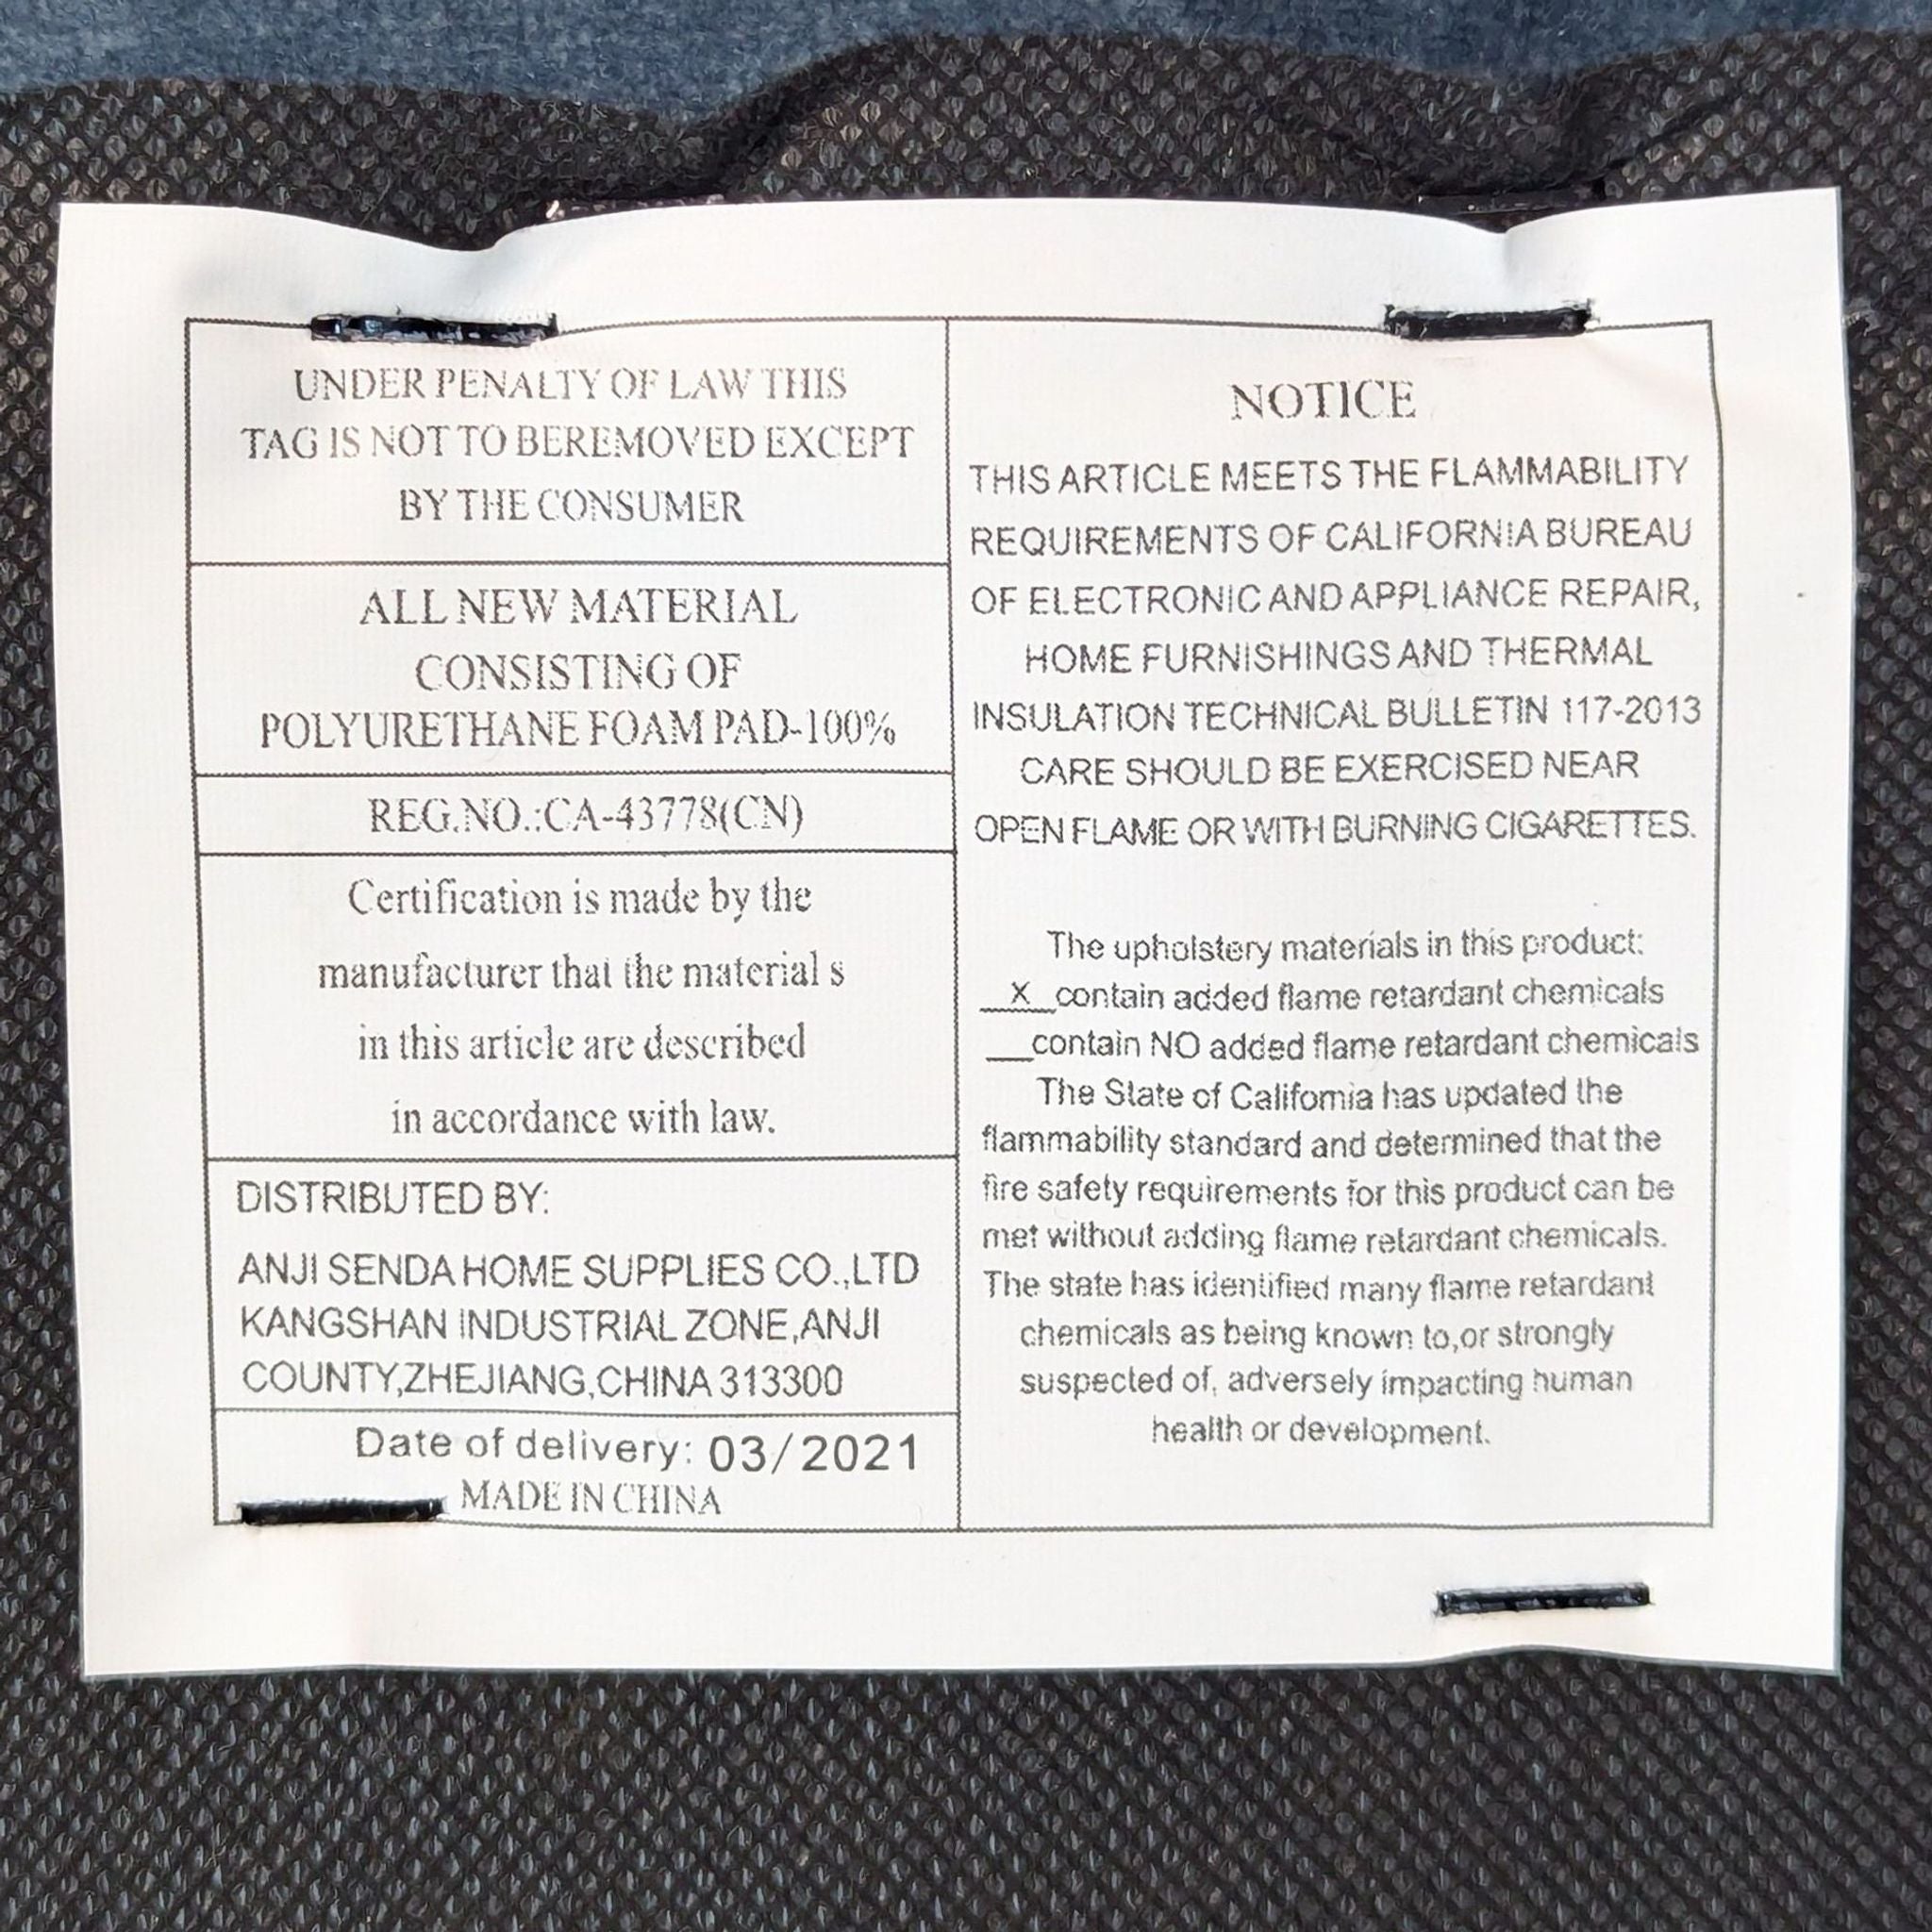 UNDER PENALTY OF LAW THIS
TAG IS NOT TO BEREMOVED EXCEPT
BY THE CONSUMER
ALL NEW MATERIAL
CONSISTING OF
POLYURETHANE FOAM PAD-100%
REG.NO.:CA-43778(CN)
Certification is made by the
manufacturer that the material s
in this article are described
in accordance with law.
DISTRIBUTED BY:
ANJI SENDA HOME SUPPLIES CO.,LTD
KANGSHAN INDUSTRIAL ZONE,ANJI
COUNTY,ZHEJIANG,CHINA 313300
Date of delivery: 03/2021
MADE IN CHINA
NOTICE
THIS ARTICLE MEETS THE FLAMMABILITY
REQUIREMENTS OF CALIFORNIA BUREAU
OF ELECTRONIC AND APPLIANCE REPAIR,
HOME FURNISHINGS AND THERMAL
INSULATION TECHNICAL BULLETIN 117-2013
CARE SHOULD BE EXERCISED NEAR
OPEN FLAME OR WITH BURNING CIGARETTES.
The upholstery materials in this product:
__X__contain added flame retardant chemicals
___contain NO added flame retardant chemicals
The State of California has updated the
flammability standard and determined that the
fire safety requirements for this product can be
met without adding flame retardant chemicals.
The state has identified many flame retardant
chemicals as being known to,or strongly
suspected of, adversely impacting human
health or development.